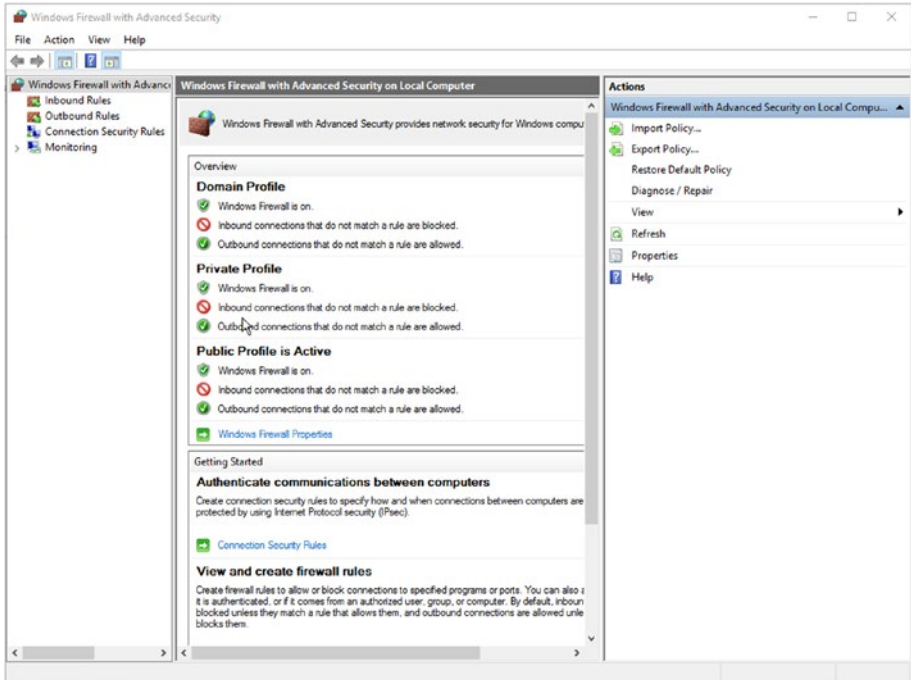 Windows Firewall with Advanced Security
File Action View Help
Windows Firewall with Advance
Inbound Rules
Outbound Rules
Connection Security Rules
Monitoring
Windows Firewall with Advanced Security on Local Computer
Windows Firewall with Advanced Security provides network security for Windows compu
Overview
Domain Profile
Windows Firewall is on.
Inbound connections that do not match a rule are blocked.
Outbound connections that do not match a rule are allowed.
Private Profile
Windows Firewall is on.
Inbound connections that do not match a rule are blocked.
Outbound connections that do not match a rule are allowed.
Public Profile is Active
Windows Firewall is on.
Inbound connections that do not match a rule are blocked.
Outbound connections that do not match a rule are allowed.
Windows Firewall Properties
Getting Started
Authenticate communications between computers
Create connection security rules to specify how and when connections between computers are
protected by using Internet Protocol security (IPsec).
Connection Security Rules
View and create firewall rules
Create firewall rules to allow or block connections to specified programs or ports. You can also a
it is authenticated, or if it comes from an authorized user, group, or computer. By default, inboun
blocked unless they match a rule that allows them, and outbound connections are allowed unle
blocks them.
Actions
Windows Firewall with Advanced Security on Local Compu...
Import Policy...
Export Policy...
Restore Default Policy
Diagnose / Repair
View
Refresh
Properties
Help